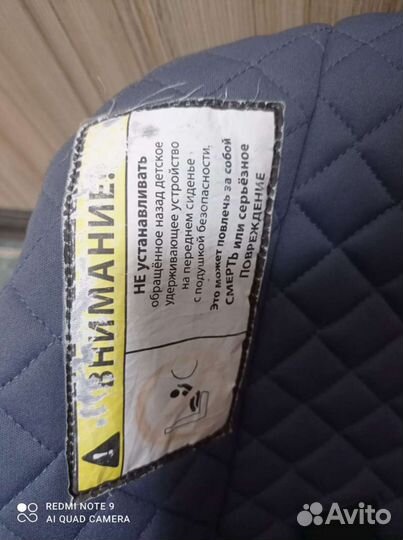 ВНИМАНИЕ!
НЕ устанавливать
обращённое назад детское
удерживающее устройство
на переднем сиденье
с подушкой безопасности.
Это может повлечь за собой
СМЕРТЬ или серьёзное
ПОВРЕЖДЕНИЕ
REDMI NOTE 9
AI QUAD CAMERA
Avito